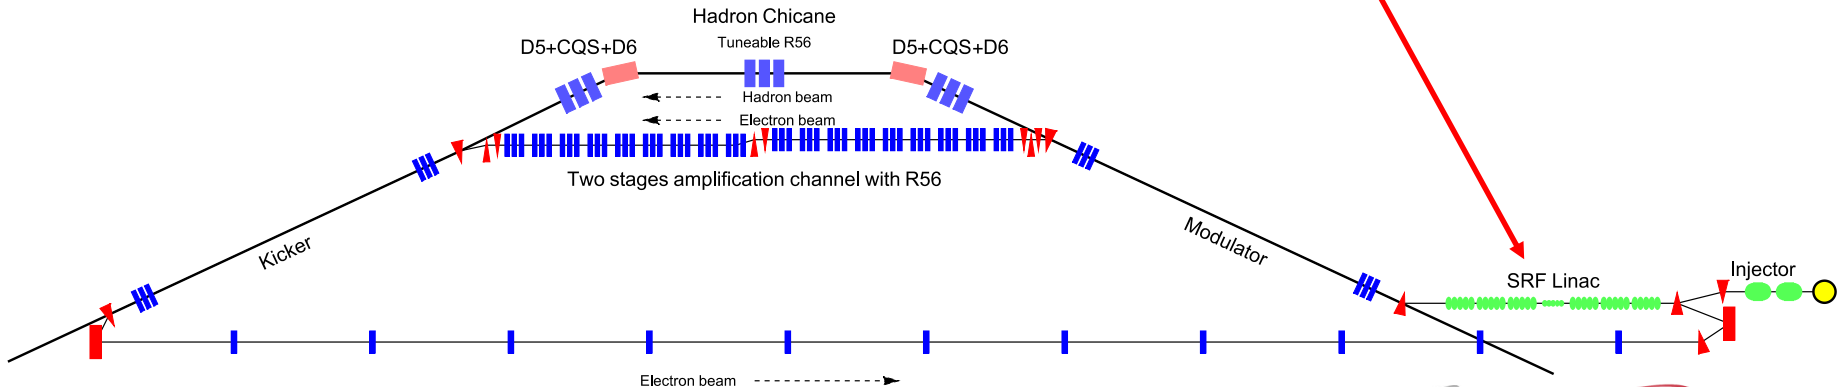 Hadron Chicane
D5+CQS+D6
Tuneable R56
D5+CQS+D6
Hadron beam
Electron beam
Two stages amplification channel with R56
Kicker
Modulator
SRF Linac
Injector
Electron beam